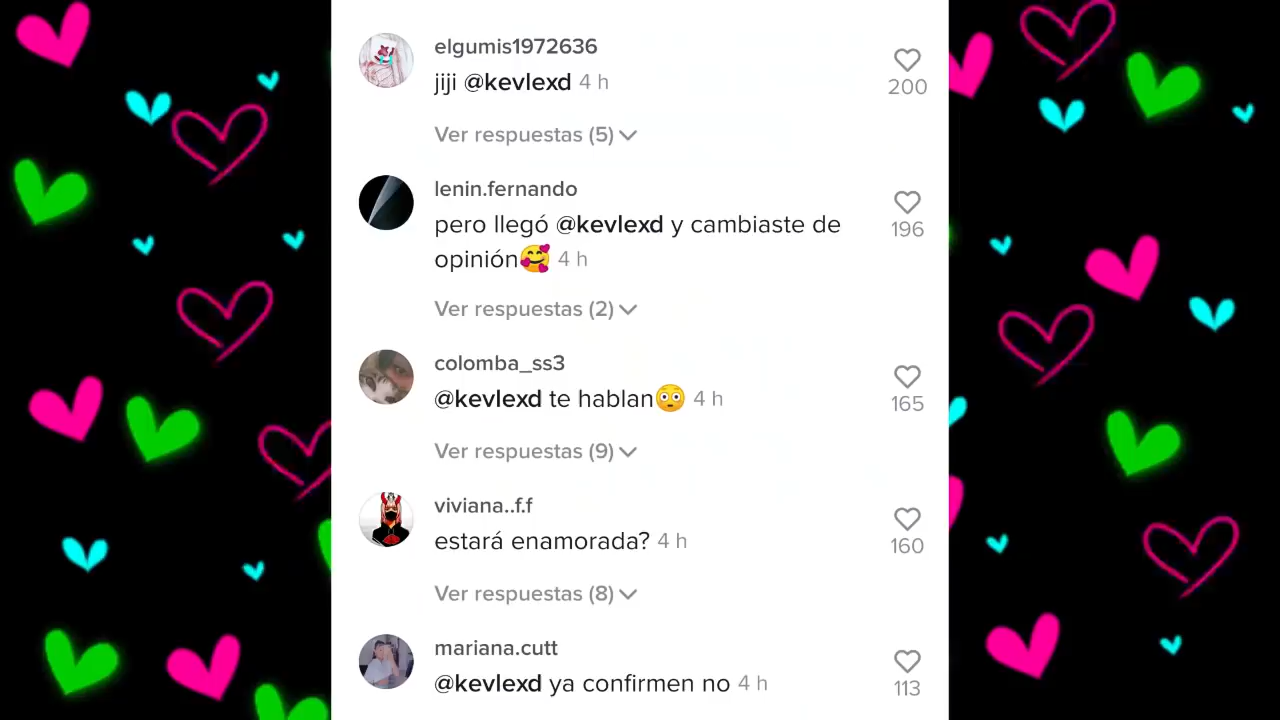 elgumis1972636
jiji @kevlexd 4 h
200
Ver respuestas (5)
lenin.fernando
pero llegó @kevlexd y cambiaste de
opinión🥰 4 h
196
Ver respuestas (2)
colomba_ss3
@kevlexd te hablan😳 4 h
165
Ver respuestas (9)
viviana..f.f
estará enamorada? 4 h
160
Ver respuestas (8)
mariana.cutt
@kevlexd ya confirmen no 4 h
113